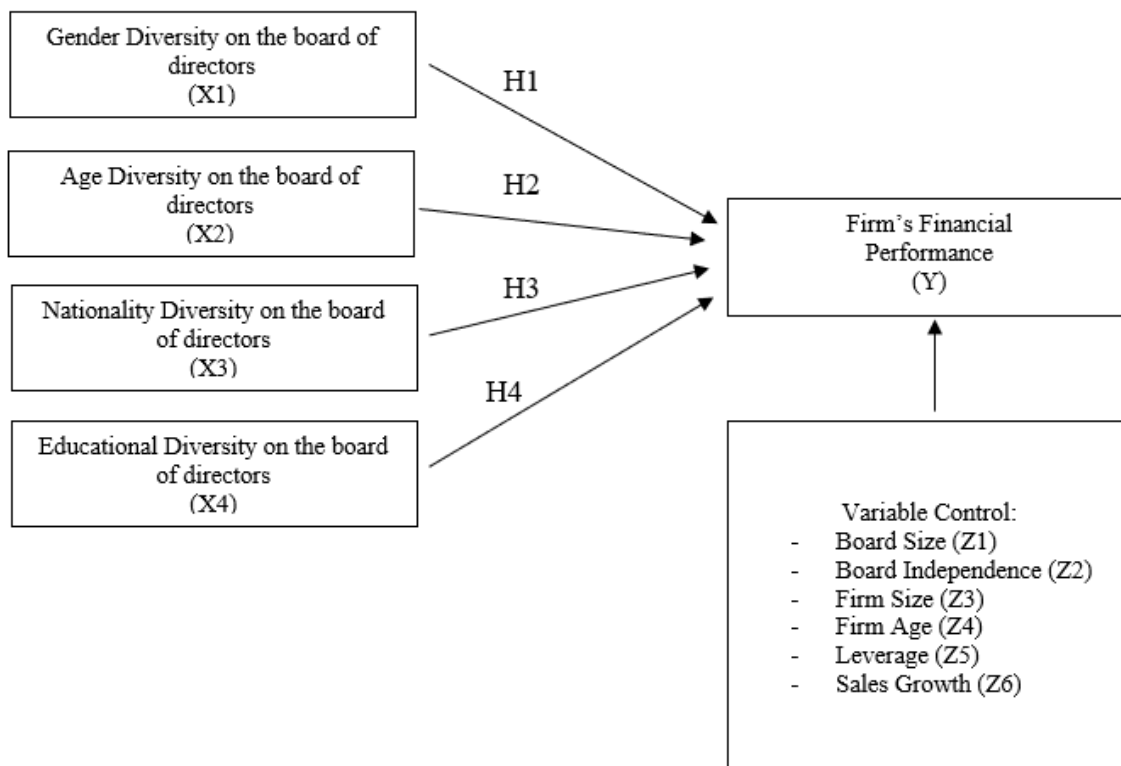 Gender Diversity on the board of
directors
(X1)
H1
Age Diversity on the board of
directors
(X2)
H2
Nationality Diversity on the board
of directors
(X3)
H3
Educational Diversity on the board
of directors
(X4)
H4
Firm's Financial
Performance
(Y)
Variable Control:
- Board Size (Z1)
- Board Independence (Z2)
- Firm Size (Z3)
- Firm Age (Z4)
- Leverage (Z5)
- Sales Growth (Z6)